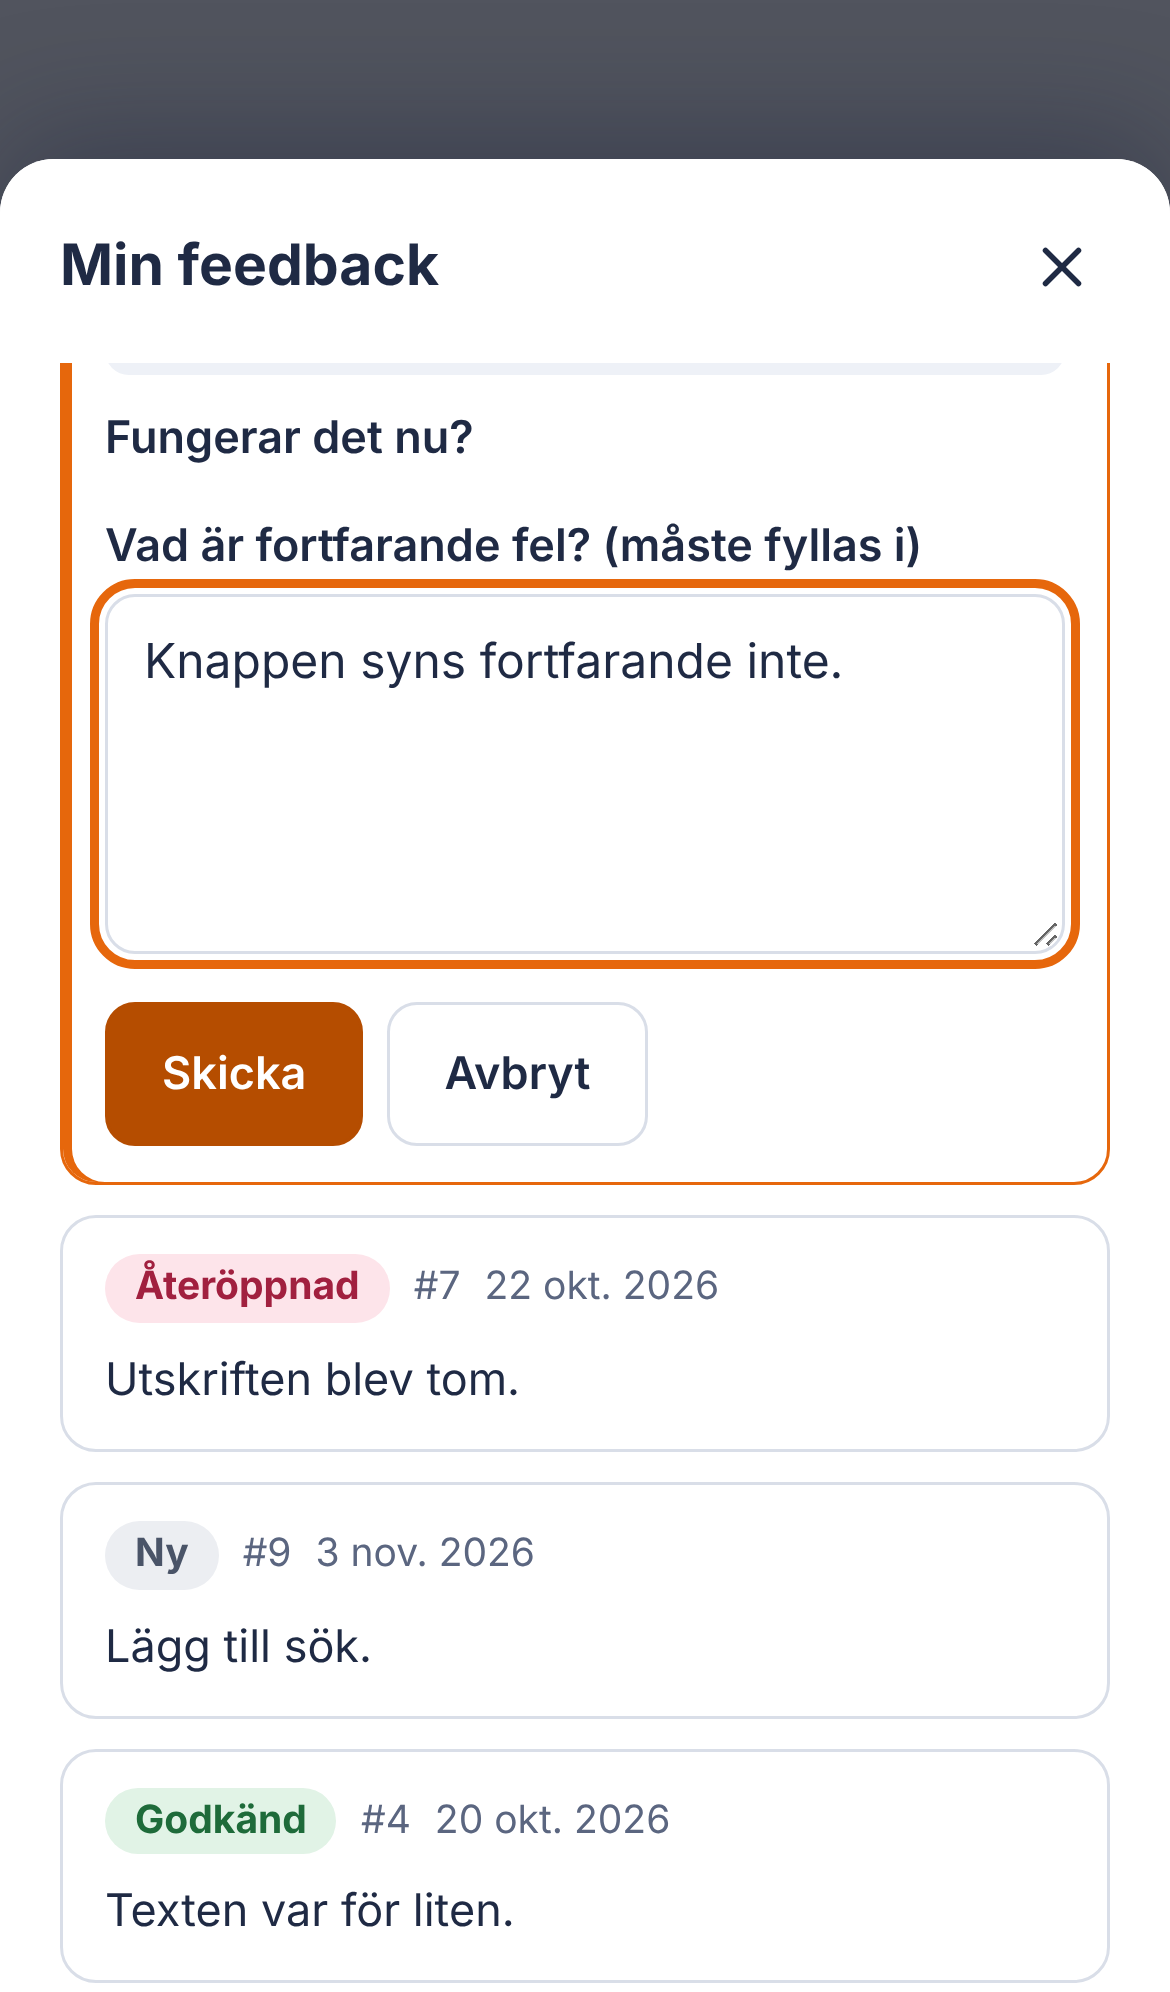 Min feedback
Fungerar det nu?
Vad är fortfarande fel? (måste fyllas i)
Knappen syns fortfarande inte.
Skicka
Avbryt
Återöppnad #7 22 okt. 2026
Utskriften blev tom.
Ny #9 3 nov. 2026
Lägg till sök.
Godkänd #4 20 okt. 2026
Texten var för liten.